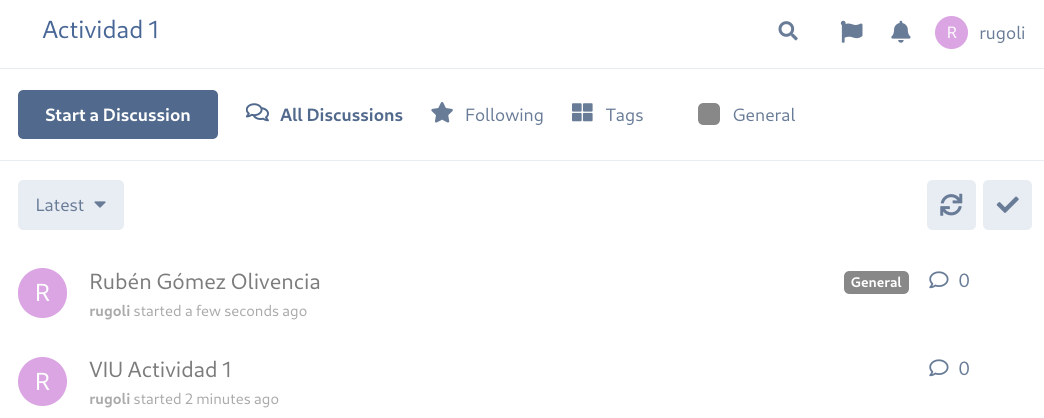 Actividad 1
R rugoli
Start a Discussion All Discussions Following Tags General
Latest
R Rubén Gómez Olivencia General 0
rugoli started a few seconds ago
R VIU Actividad 1 0
rugoli started 2 minutes ago